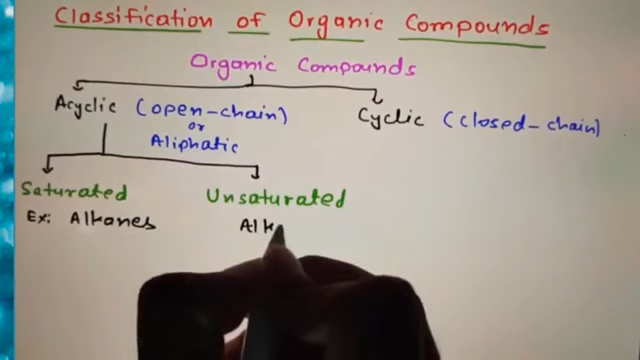 Classification of Organic Compounds
Organic Compounds
Acyclic (open-chain)
or
Aliphatic
Cyclic (closed-chain)
Saturated
Ex: Alkanes
Unsaturated
Alk